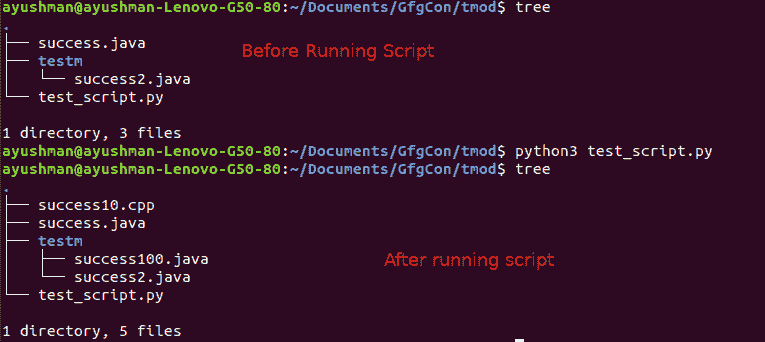 ayushman@ayushman-Lenovo-G50-80:~/Documents/GfgCon/tmod$ tree
.
├── success.java
Before Running Script
├── testm
│   └── success2.java
└── test_script.py
1 directory, 3 files
ayushman@ayushman-Lenovo-G50-80:~/Documents/GfgCon/tmod$ python3 test_script.py
ayushman@ayushman-Lenovo-G50-80:~/Documents/GfgCon/tmod$ tree
.
├── success10.cpp
├── success.java
├── testm
│   ├── success100.java
After running script
│   └── success2.java
└── test_script.py
1 directory, 5 files